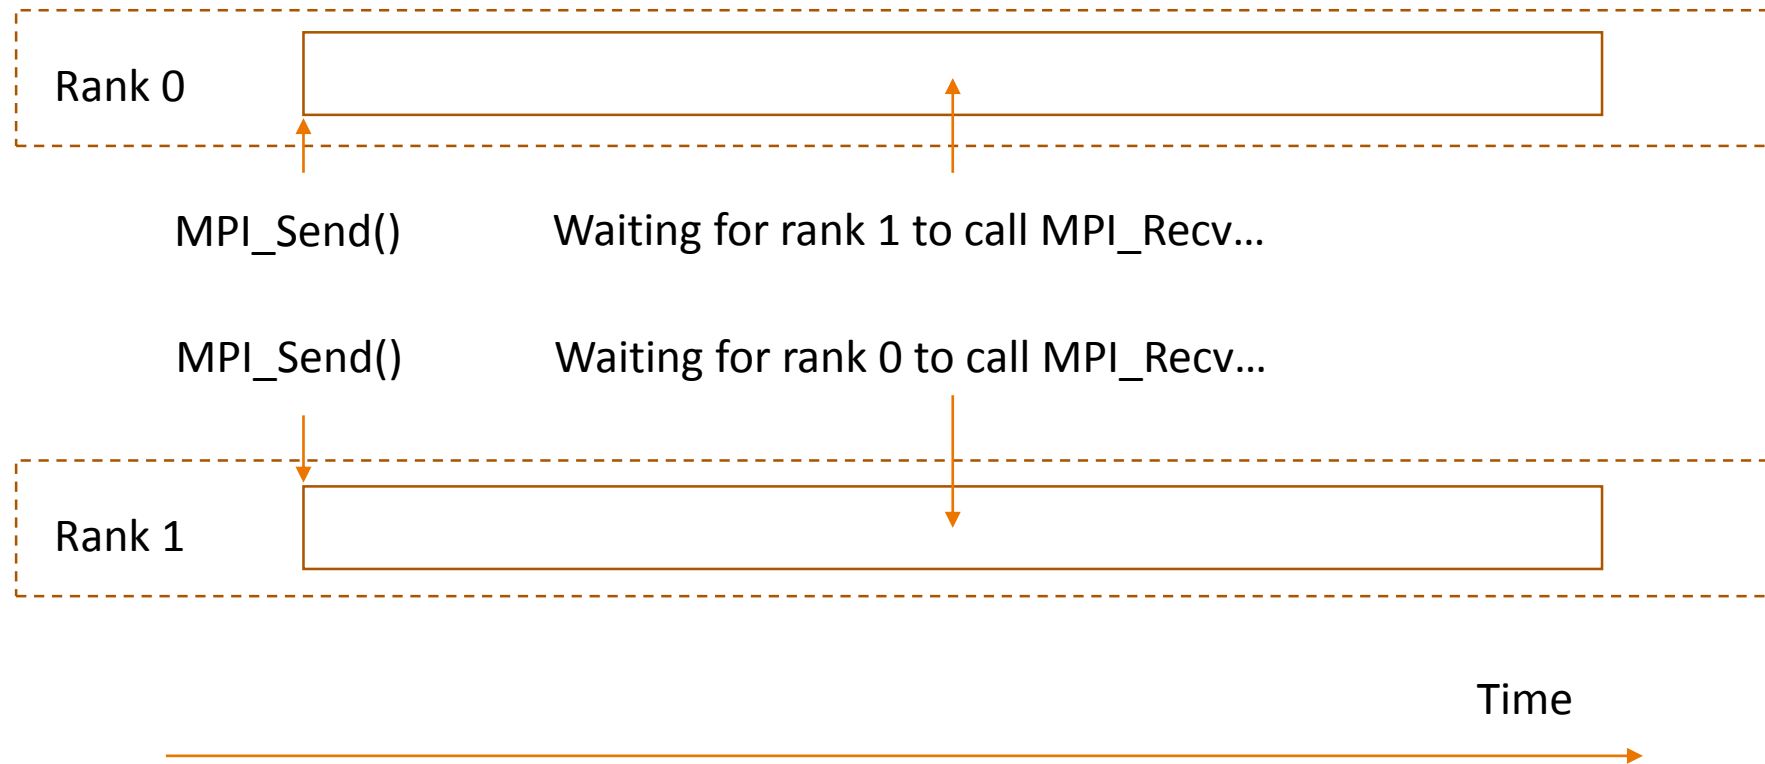 Rank 0
MPI_Send()
Waiting for rank 1 to call MPI_Recv…
MPI_Send()
Waiting for rank 0 to call MPI_Recv…
Rank 1
Time